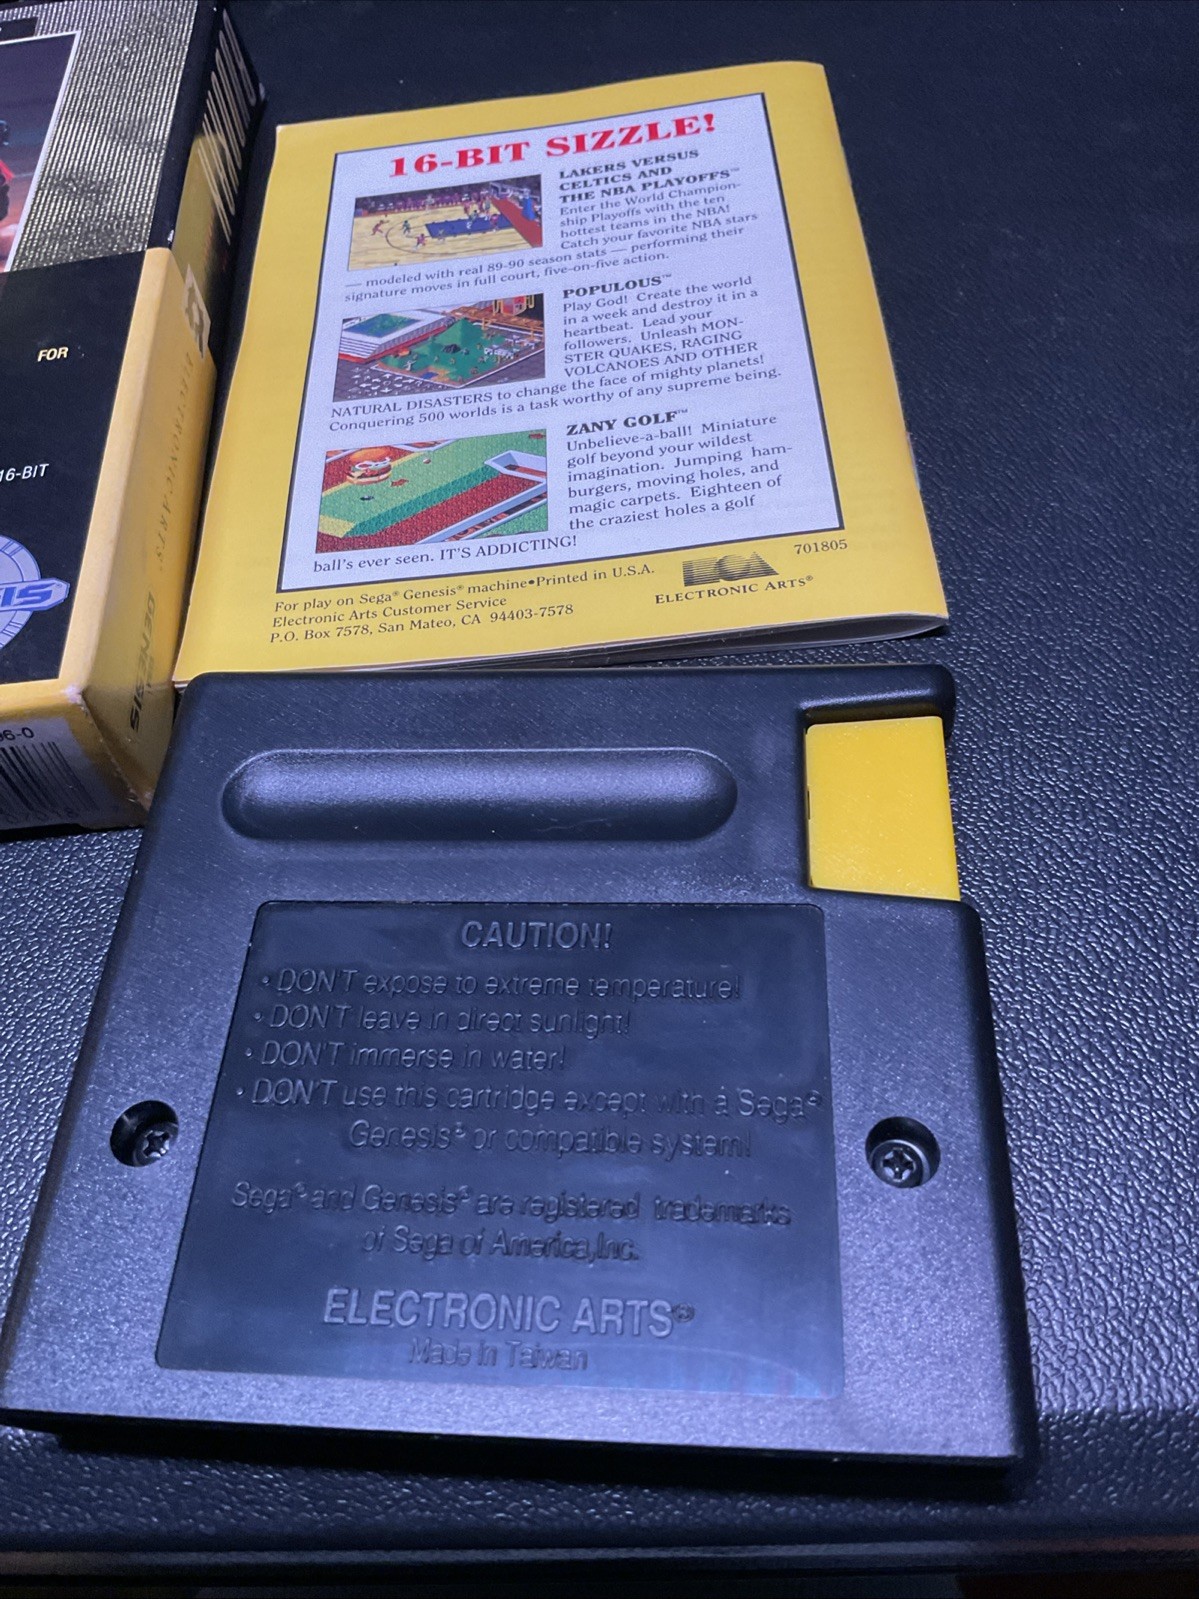 FOR
16-BIT
ELECTRONIC ARTS
GENESIS
16-BIT SIZZLE!
LAKERS VERSUS
CELTICS AND
THE NBA PLAYOFFS™
Enter the World Champion-
ship Playoffs with the ten
hottest teams in the NBA!
Catch your favorite NBA stars
— modeled with real 89-90 season stats — performing their
signature moves in full court, five-on-five action.
POPULOUS™
Play God! Create the world
in a week and destroy it in a
heartbeat. Lead your
followers. Unleash MON-
STER QUAKES, RAGING
VOLCANOES AND OTHER
NATURAL DISASTERS to change the face of mighty planets!
Conquering 500 worlds is a task worthy of any supreme being.
ZANY GOLF™
Unbelieve-a-ball! Miniature
golf beyond your wildest
imagination. Jumping ham-
burgers, moving holes, and
magic carpets. Eighteen of
the craziest holes a golf
ball's ever seen. IT'S ADDICTING!
For play on Sega® Genesis® machine•Printed in U.S.A.
Electronic Arts Customer Service
P.O. Box 7578, San Mateo, CA 94403-7578
ELECTRONIC ARTS®
701805
CAUTION!
• DON'T expose to extreme temperature!
• DON'T leave in direct sunlight!
• DON'T immerse in water!
• DON'T use this cartridge except with a Sega®
Genesis® or compatible system!
Sega® and Genesis® are registered trademarks
of Sega of America, Inc.
ELECTRONIC ARTS®
Made in Taiwan